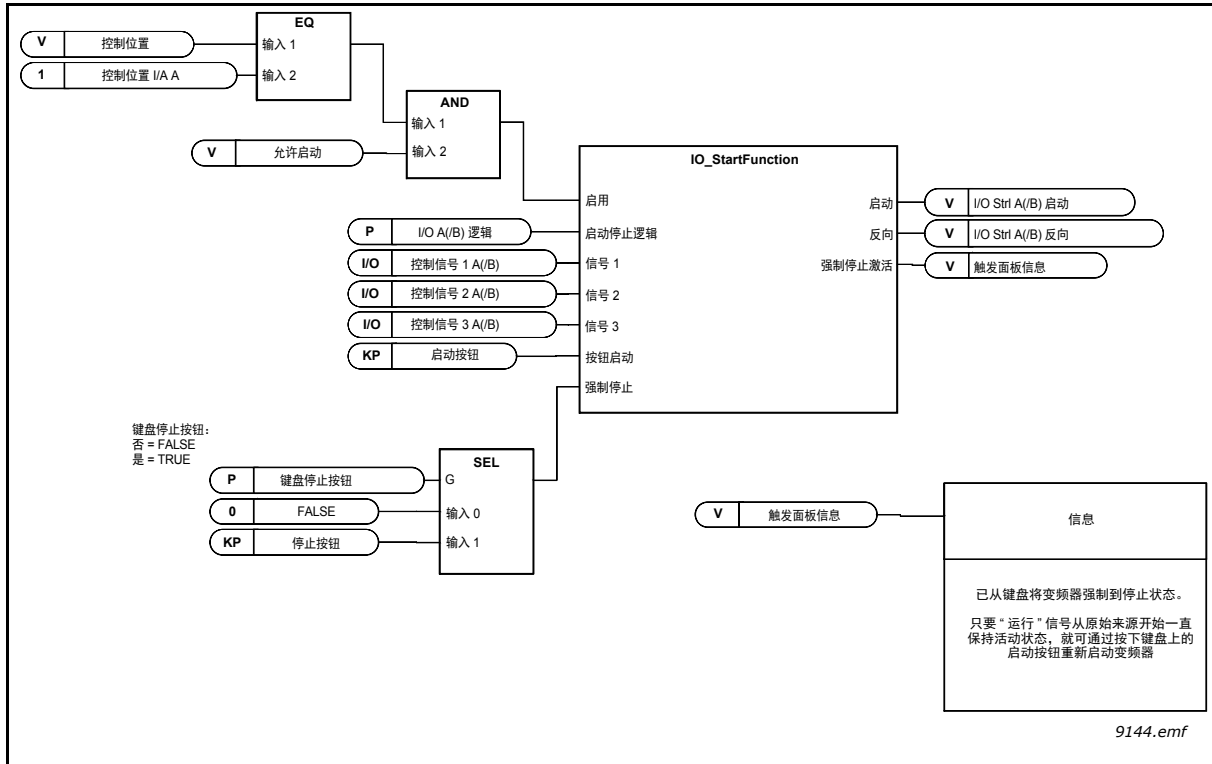 EQ
V 控制位置 输入 1
1 控制位置 I/A A 输入 2
AND
输入 1
V 允许启动 输入 2
IO_StartFunction
启用
P I/O A(/B) 逻辑 启动停止逻辑
I/O 控制信号 1 A(/B) 信号 1
I/O 控制信号 2 A(/B) 信号 2
I/O 控制信号 3 A(/B) 信号 3
KP 启动按钮 按钮启动
强制停止
启动 V I/O Strl A(/B) 启动
反向 V I/O Strl A(/B) 反向
强制停止激活 V 触发面板信息
键盘停止按钮：
否 = FALSE
是 = TRUE
SEL
P 键盘停止按钮 G
0 FALSE 输入 0
KP 停止按钮 输入 1
V 触发面板信息
信息
已从键盘将变频器强制到停止状态。
只要 “ 运行 ” 信号从原始来源开始一直
保持活动状态，就可通过按下键盘上的
启动按钮重新启动变频器
9144.emf